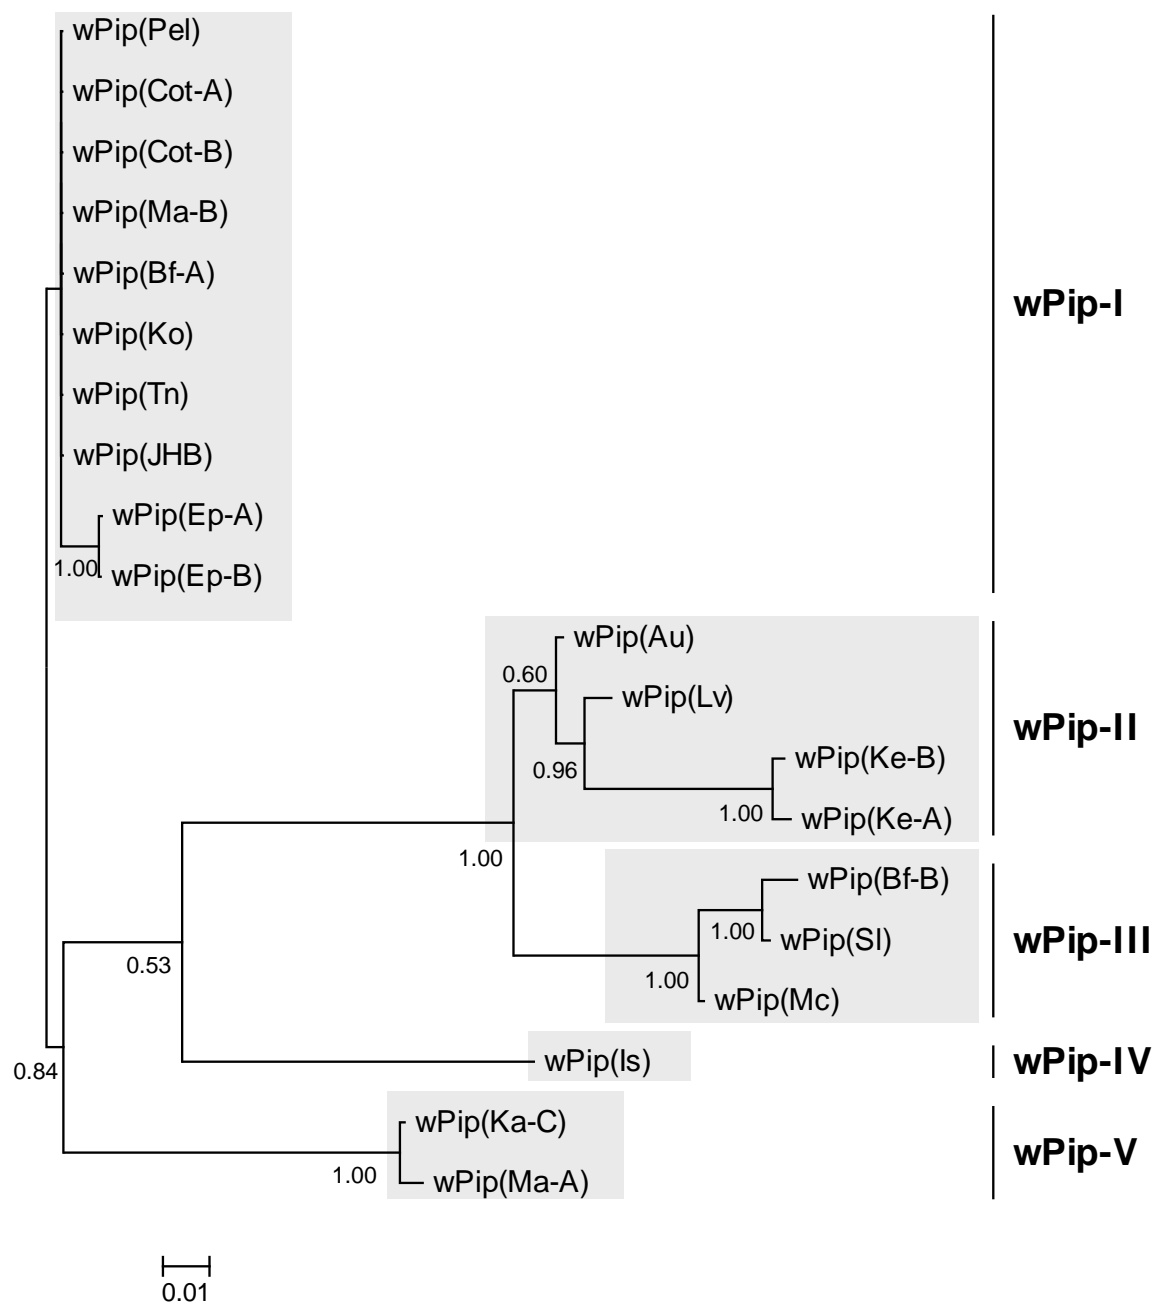 wPip(Pel)
wPip(Cot-A)
wPip(Cot-B)
wPip(Ma-B)
wPip(Bf-A)
wPip-I
wPip(Ko)
wPip(Tn)
wPip(JHB)
wPip(Ep-A)
1.00
wPip(Ep-B)
wPip(Au)
0.60
wPip(Lv)
wPip-II
wPip(Ke-B)
0.96
1.00
wPip(Ke-A)
1.00
wPip(Bf-B)
1.00
wPip(Sl)
wPip-III
0.53
1.00
wPip(Mc)
wPip(Is)
wPip-IV
0.84
wPip(Ka-C)
wPip-V
1.00
wPip(Ma-A)
0.01